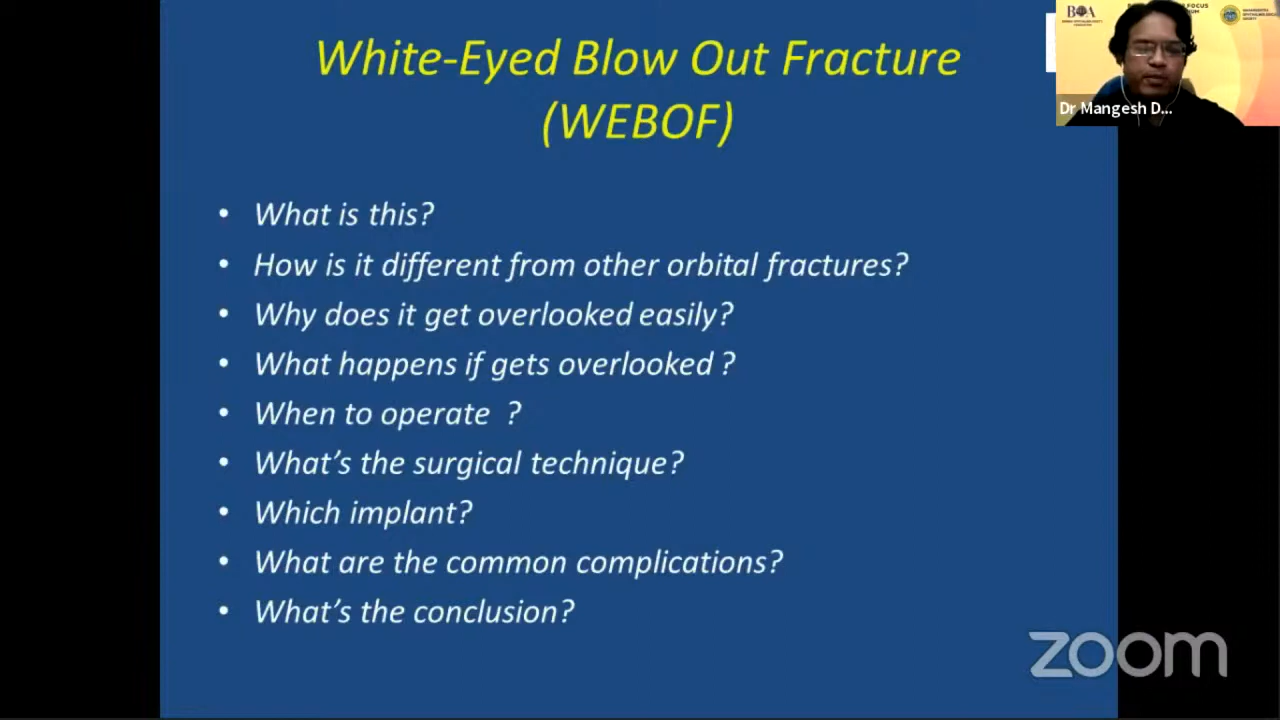 White-Eyed Blow Out Fracture
(WEBOF)
• What is this?
• How is it different from other orbital fractures?
• Why does it get overlooked easily?
• What happens if gets overlooked ?
• When to operate ?
• What's the surgical technique?
• Which implant?
• What are the common complications?
• What's the conclusion?
BOA
FOCUS
Dr Mangesh D...
zoom